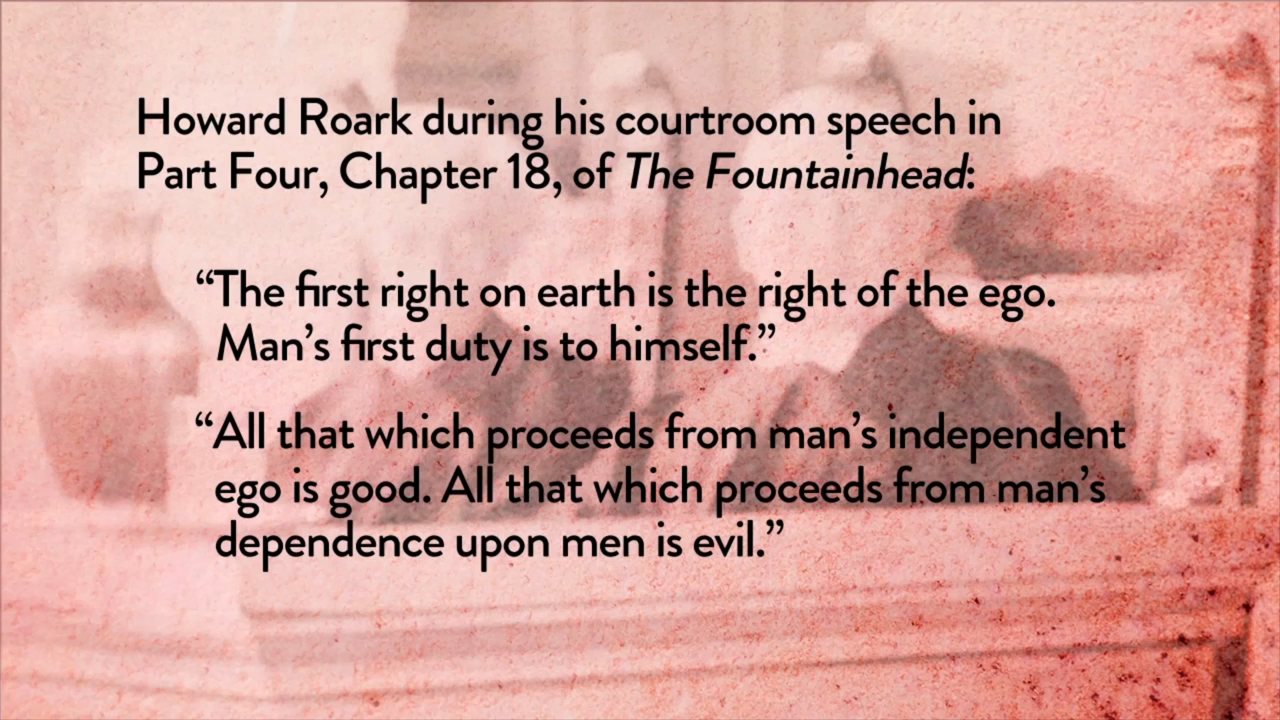 Howard Roark during his courtroom speech in
Part Four, Chapter 18, of The Fountainhead:
“The first right on earth is the right of the ego.
Man’s first duty is to himself.”
“All that which proceeds from man’s independent
ego is good. All that which proceeds from man’s
dependence upon men is evil.”